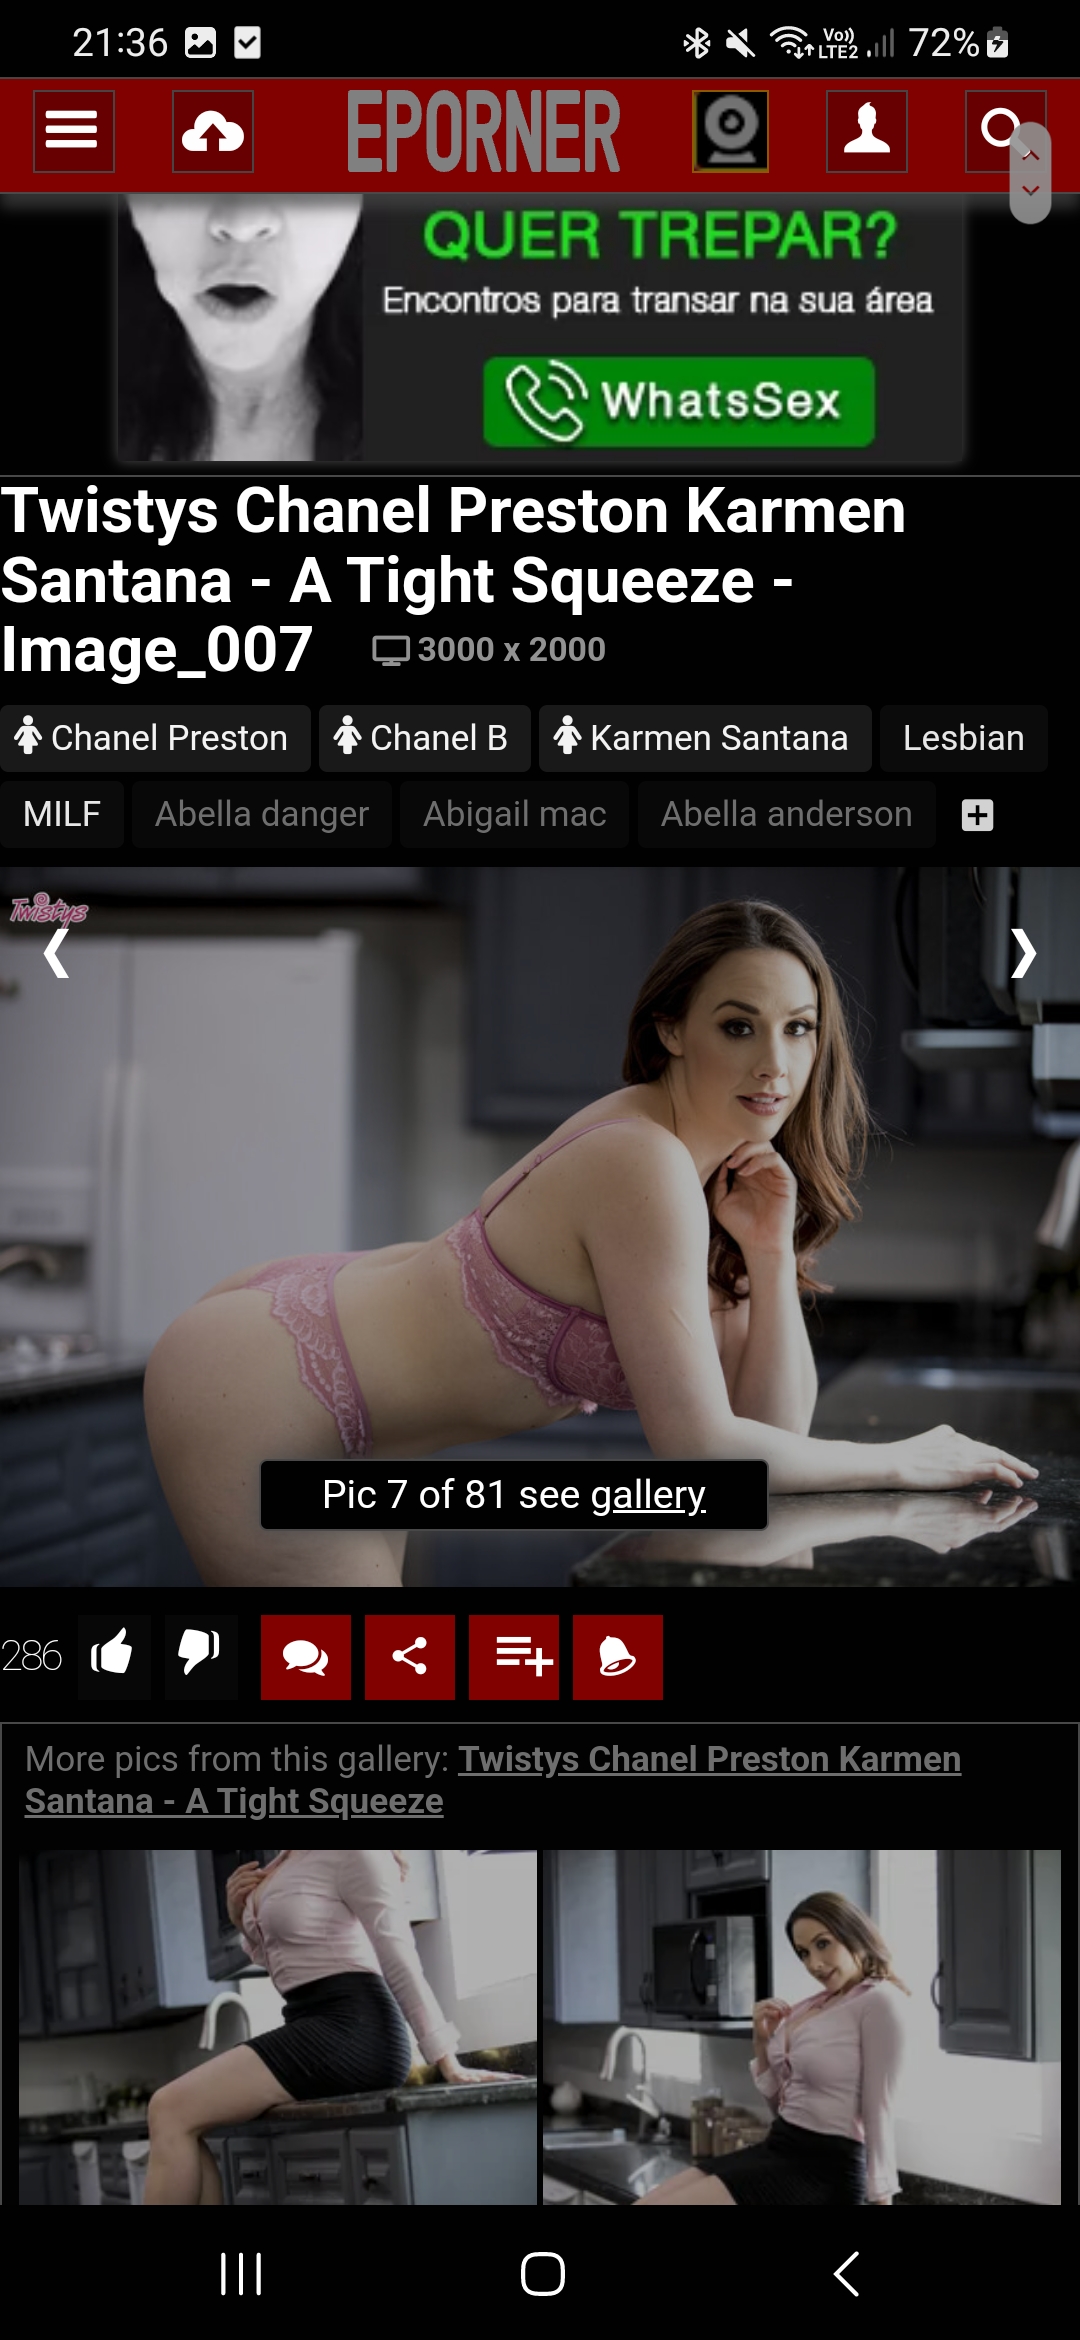 21:36
Vo))
LTE2
72%
EPORNER
QUER TREPAR?
Encontros para transar na sua área
WhatsSex
Twistys Chanel Preston Karmen
Santana - A Tight Squeeze -
Image_007
3000 x 2000
Chanel Preston
Chanel B
Karmen Santana
Lesbian
MILF
Abella danger
Abigail mac
Abella anderson
Twistys
Pic 7 of 81 see gallery
286
More pics from this gallery: Twistys Chanel Preston Karmen
Santana - A Tight Squeeze